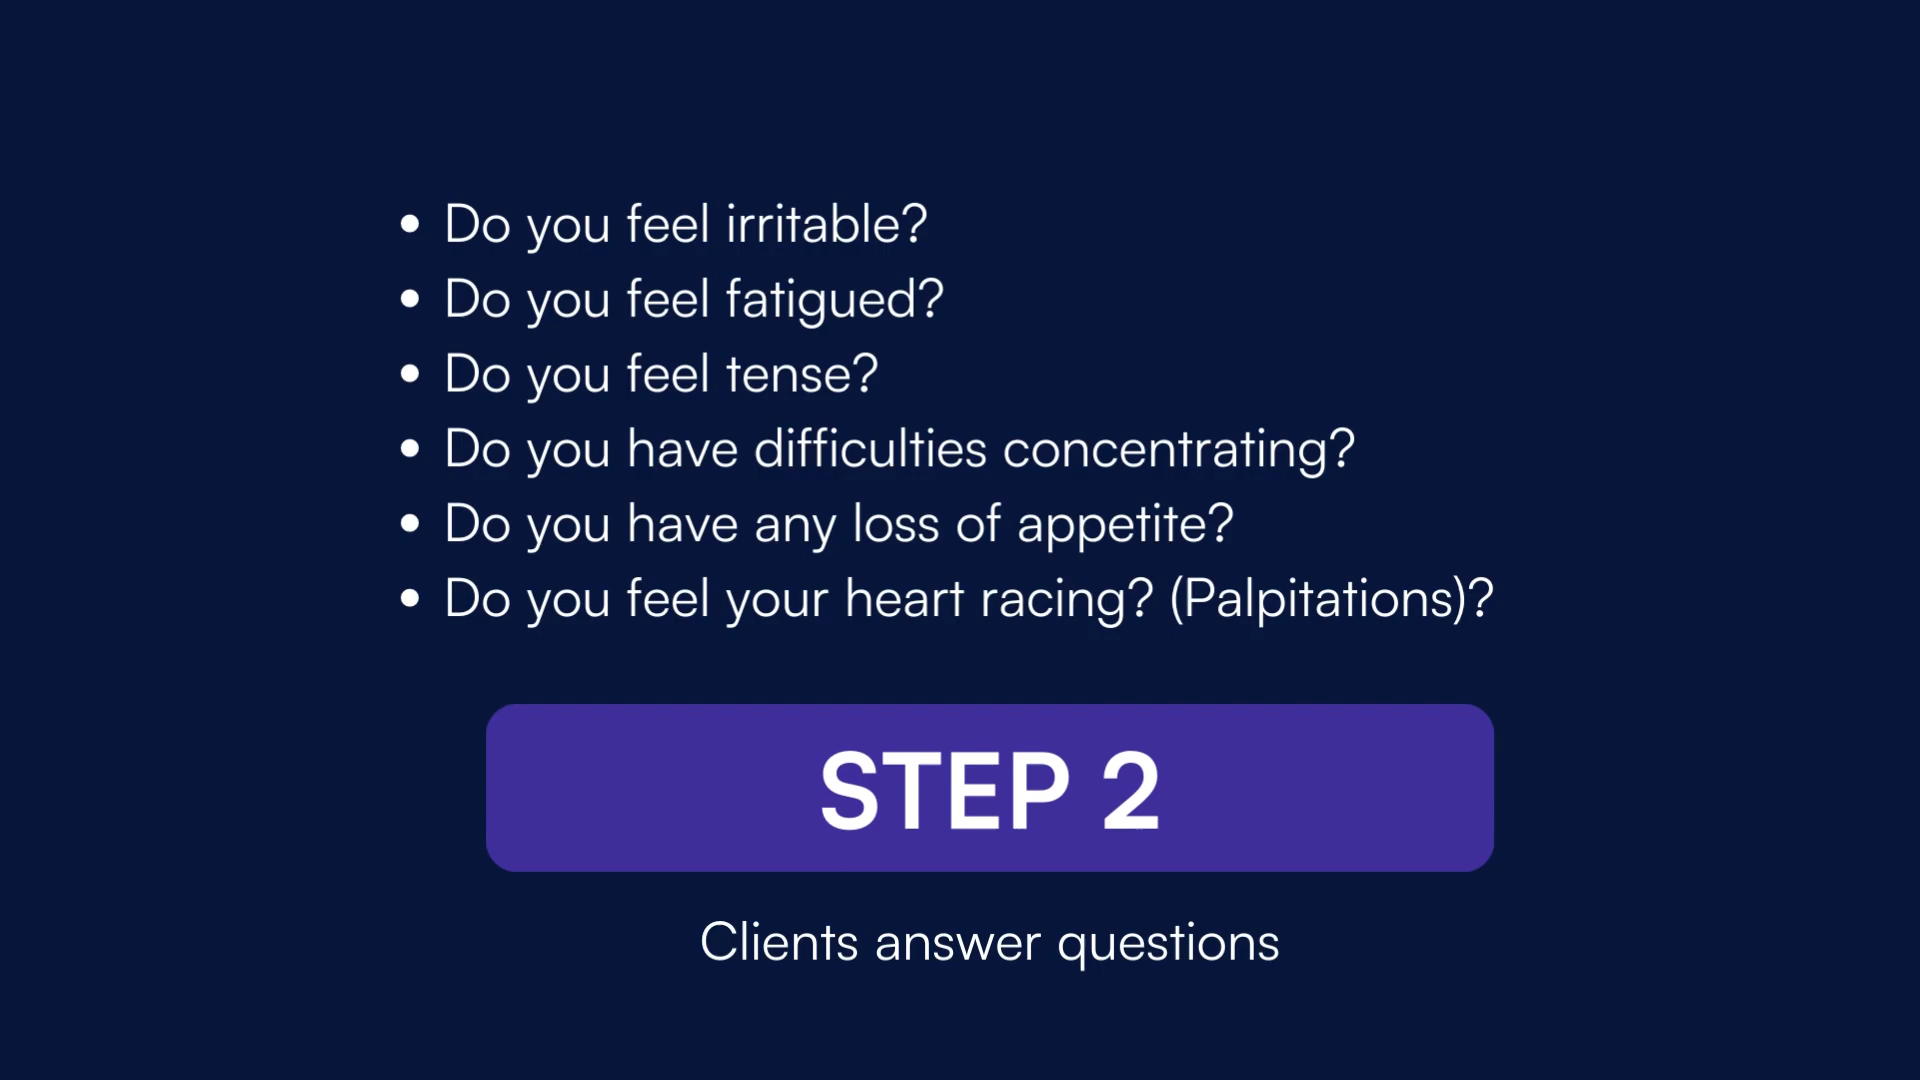 • Do you feel irritable?
• Do you feel fatigued?
• Do you feel tense?
• Do you have difficulties concentrating?
• Do you have any loss of appetite?
• Do you feel your heart racing? (Palpitations)?
STEP 2
Clients answer questions